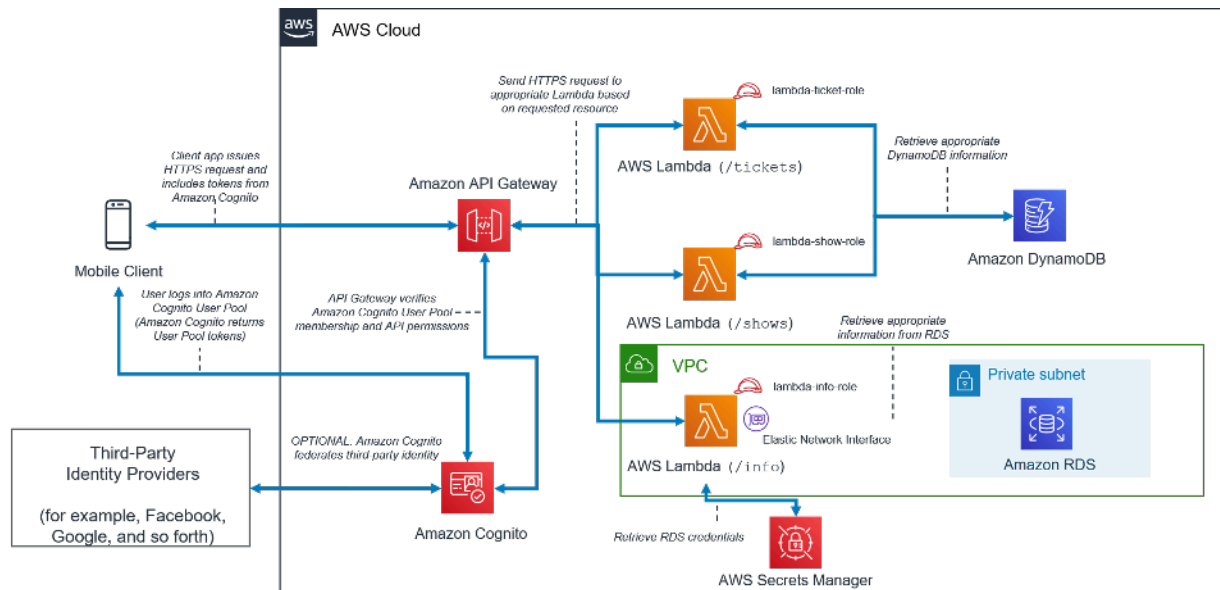 aws
AWS Cloud
Send HTTPS request to
appropriate Lambda based
on requested resource
lambda-ticket-role
AWS Lambda (/tickets)
Retrieve appropriate
DynamoDB information
Client app issues
HTTPS request and
includes tokens from
Amazon Cognito
Amazon API Gateway
Mobile Client
lambda-show-role
Amazon DynamoDB
User logs into Amazon
Cognito User Pool
(Amazon Cognito returns
User Pool tokens)
API Gateway verifies
Amazon Cognito User Pool
membership and API permissions
AWS Lambda (/shows)
Retrieve appropriate
information from RDS
VPC
lambda-info-role
Elastic Network Interface
AWS Lambda (/info)
Private subnet
Amazon RDS
Third-Party
Identity Providers
(for example, Facebook,
Google, and so forth)
OPTIONAL. Amazon Cognito
federates third party identity
Amazon Cognito
Retrieve RDS credentials
AWS Secrets Manager